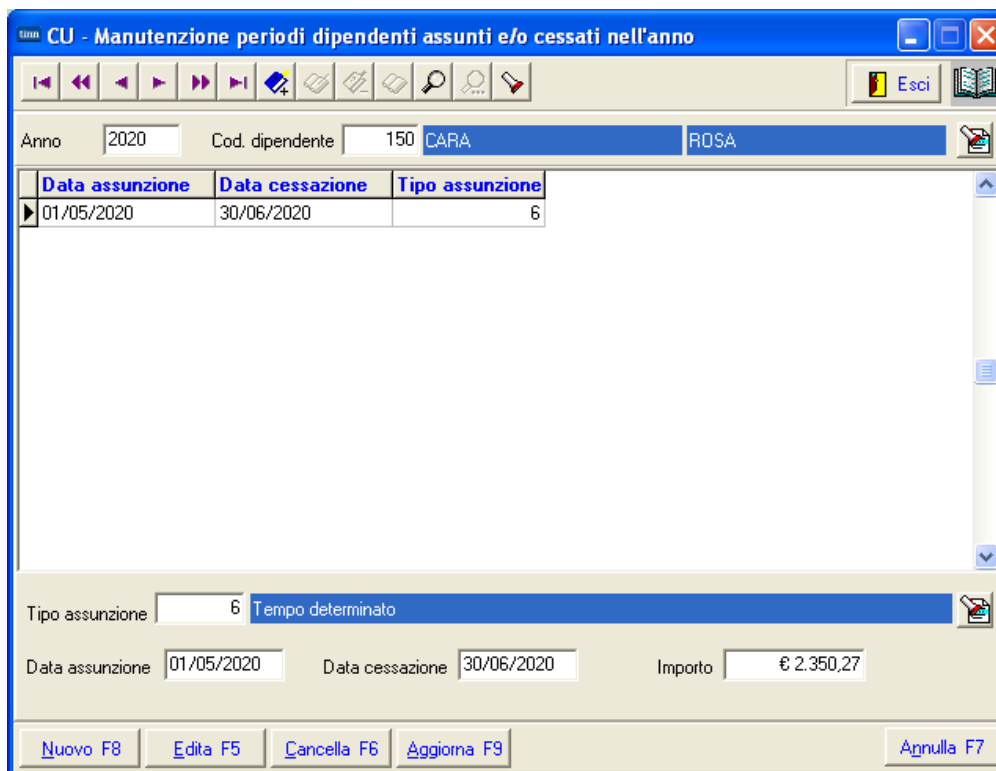 tinn CU - Manutenzione periodi dipendenti assunti e/o cessati nell'anno
Esci
Anno 2020 Cod. dipendente 150 CARA ROSA
Data assunzione Data cessazione Tipo assunzione
01/05/2020 30/06/2020 6
Tipo assunzione 6 Tempo determinato
Data assunzione 01/05/2020 Data cessazione 30/06/2020 Importo € 2.350,27
Nuovo F8 Edita F5 Cancella F6 Aggiorna F9 Annulla F7